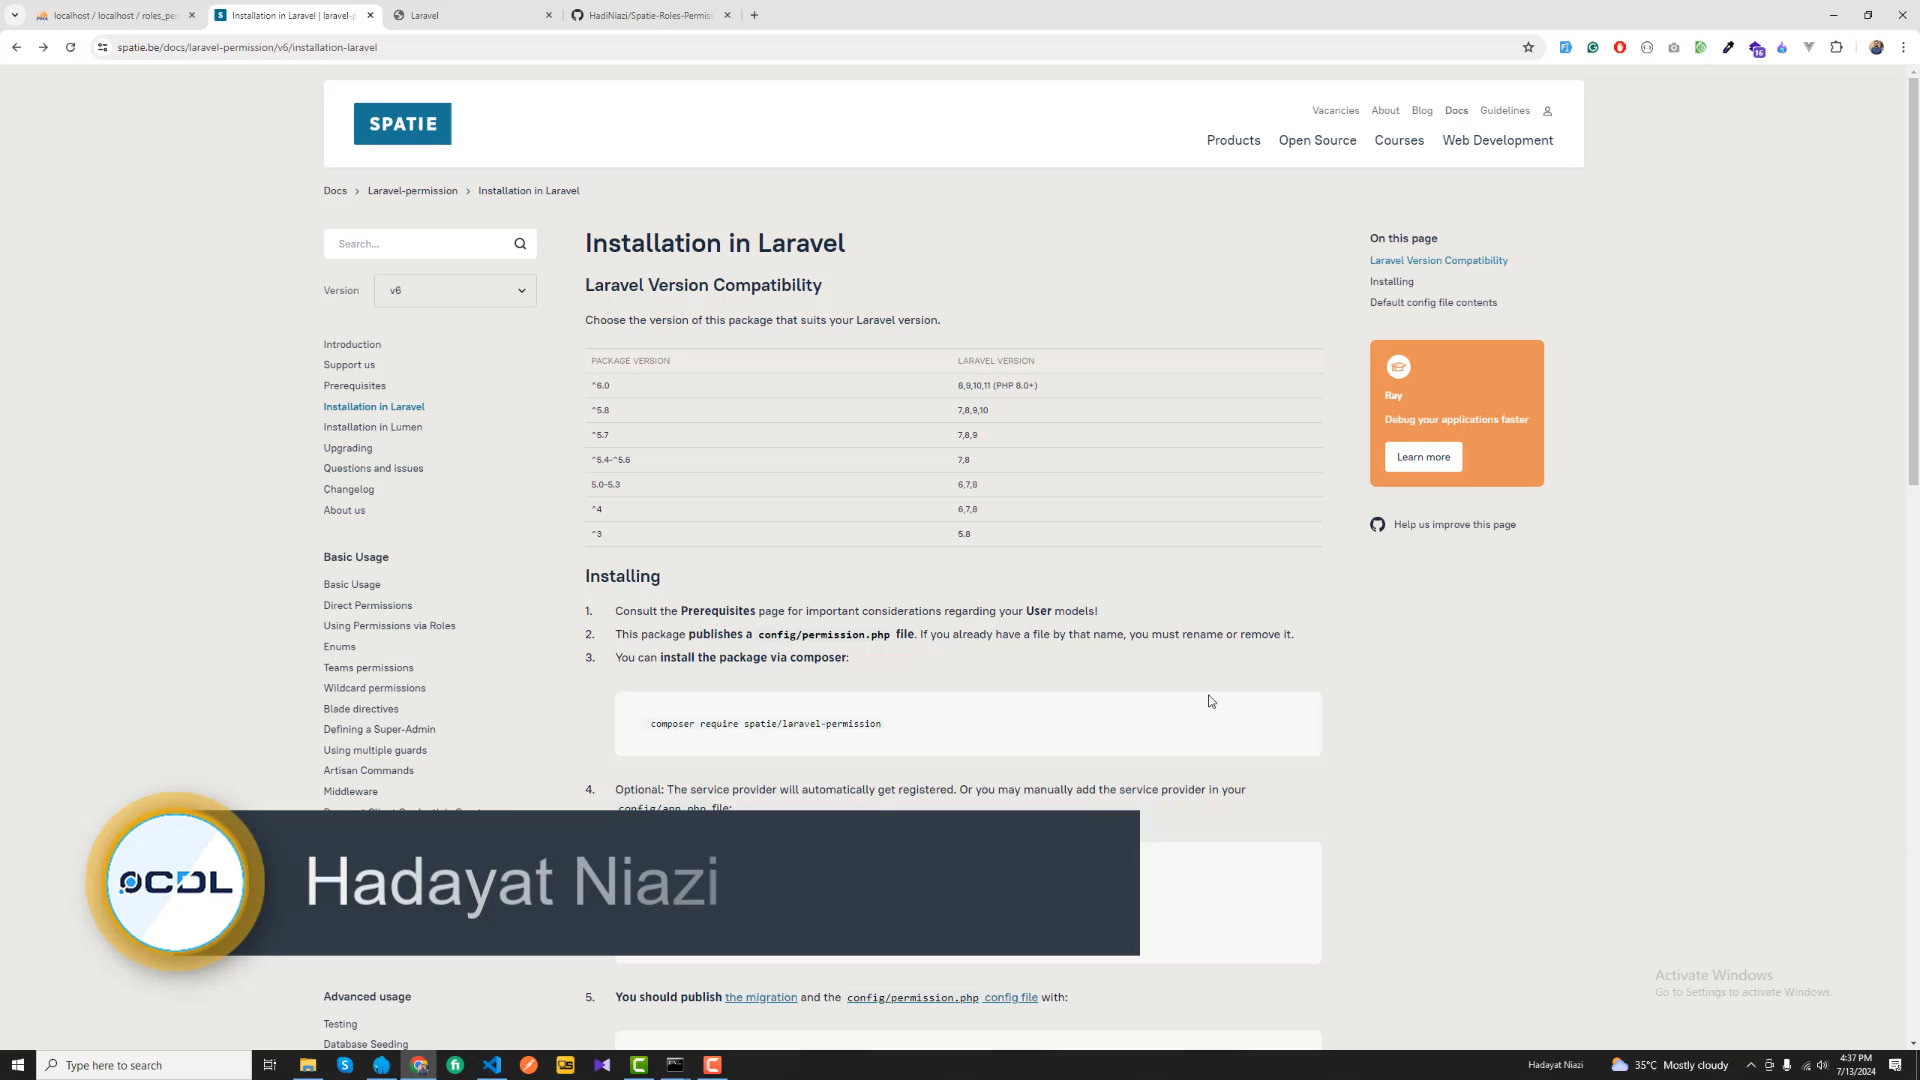 localhost / localhost / roles_pe
Installation in Laravel | laravel-p
Laravel
HadiNiazi/Spatie-Roles-Permiss
spatie.be/docs/laravel-permission/v6/installation-laravel
16
SPATIE
Vacancies About Blog Docs Guidelines
Products Open Source Courses Web Development
Docs > Laravel-permission > Installation in Laravel
Search...
Version v6
Introduction
Support us
Prerequisites
Installation in Laravel
Installation in Lumen
Upgrading
Questions and issues
Changelog
About us
Basic Usage
Basic Usage
Direct Permissions
Using Permissions via Roles
Enums
Teams permissions
Wildcard permissions
Blade directives
Defining a Super-Admin
Using multiple guards
Artisan Commands
Middleware
Advanced usage
Testing
Database Seeding
Installation in Laravel
Laravel Version Compatibility
Choose the version of this package that suits your Laravel version.
PACKAGE VERSION LARAVEL VERSION
^6.0 8,9,10,11 (PHP 8.0+)
^5.8 7,8,9,10
^5.7 7,8,9
^5.4-^5.6 7,8
5.0-5.3 6,7,8
^4 6,7,8
^3 5.8
Installing
1. Consult the Prerequisites page for important considerations regarding your User models!
2. This package publishes a config/permission.php file. If you already have a file by that name, you must rename or remove it.
3. You can install the package via composer:
composer require spatie/laravel-permission
4. Optional: The service provider will automatically get registered. Or you may manually add the service provider in your
config/app.php file:
5. You should publish the migration and the config/permission.php config file with:
On this page
Laravel Version Compatibility
Installing
Default config file contents
Ray
Debug your applications faster
Learn more
Help us improve this page
CDL
Hadayat Niazi
Activate Windows
Go to Settings to activate Windows.
Type here to search
Hadayat Niazi
35°C Mostly cloudy
4:37 PM
7/13/2024